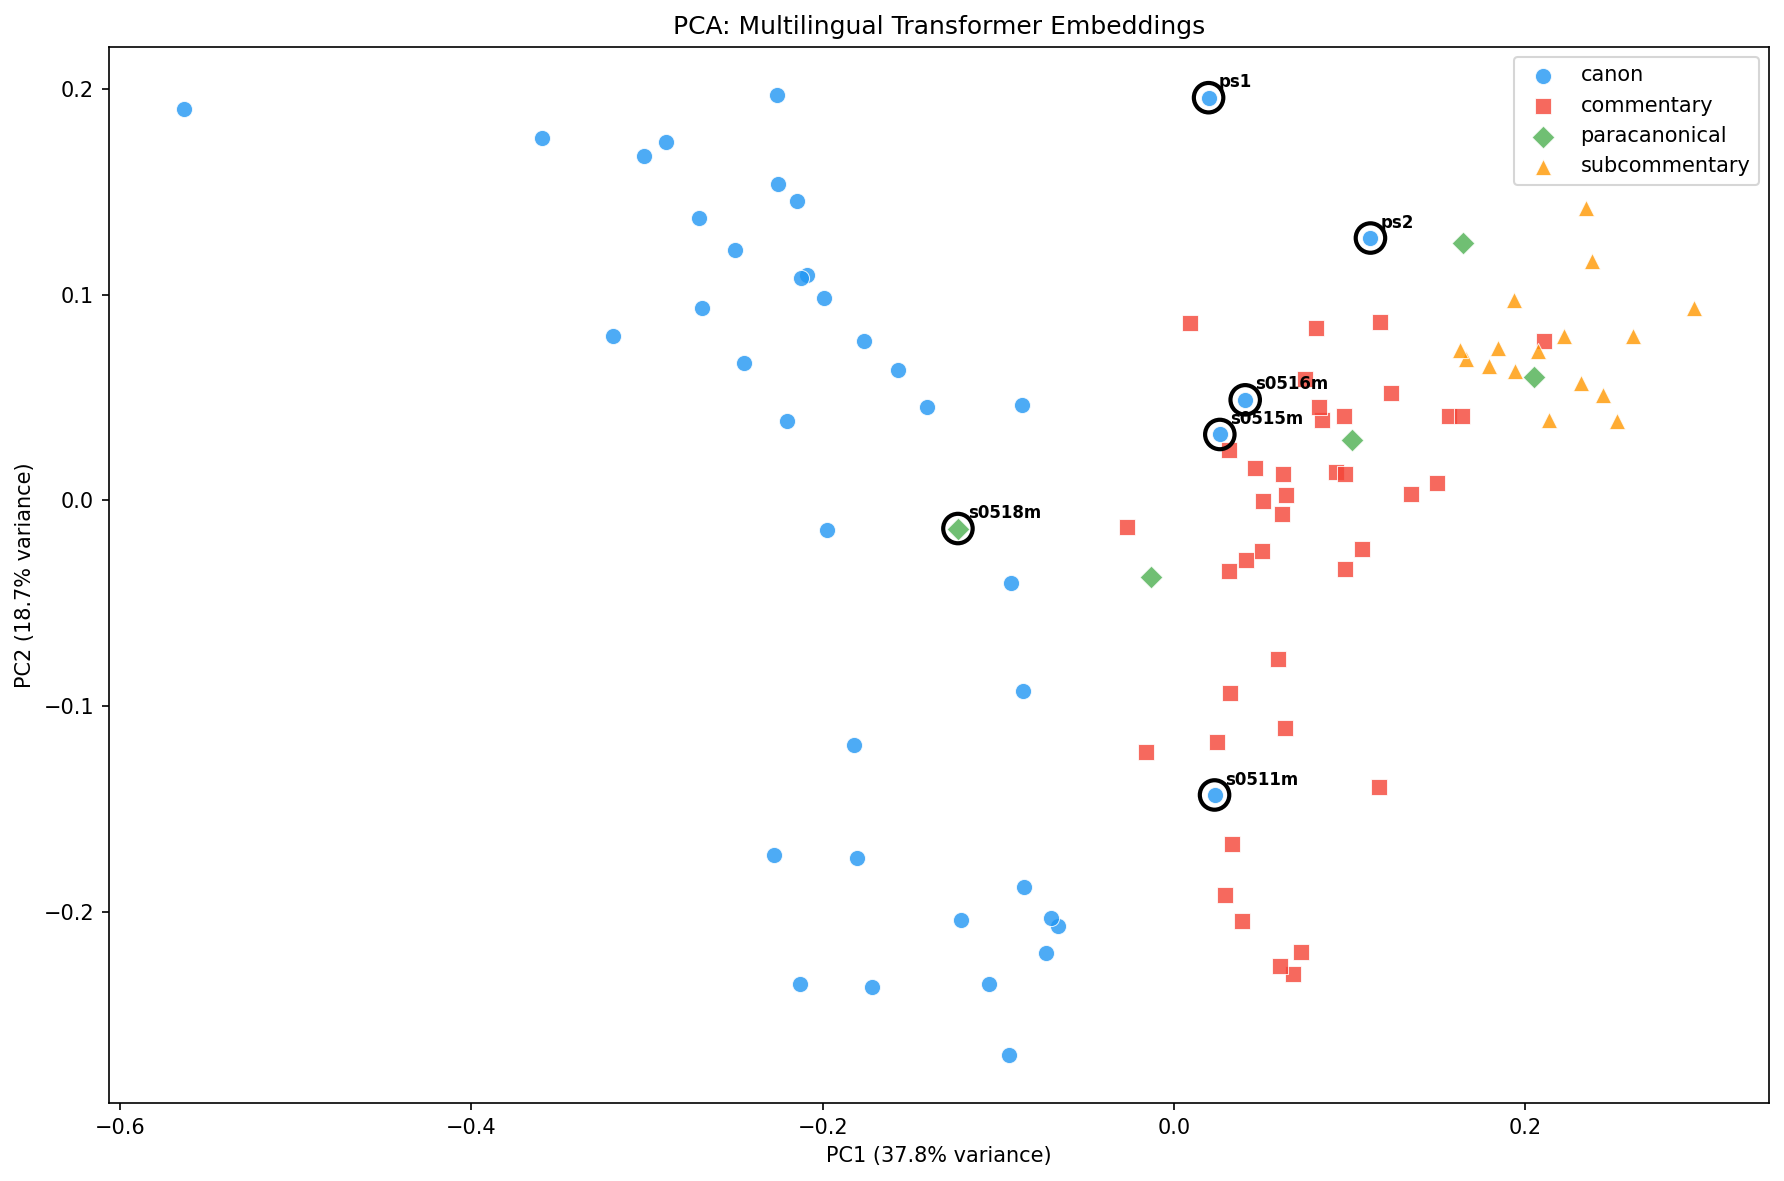 PCA: Multilingual Transformer Embeddings
canon
commentary
paracanonical
subcommentary
ps1
ps2
s0516m
s0515m
s0518m
s0511m
0.2
0.1
0.0
−0.1
−0.2
PC2 (18.7% variance)
−0.6
−0.4
−0.2
0.0
0.2
PC1 (37.8% variance)